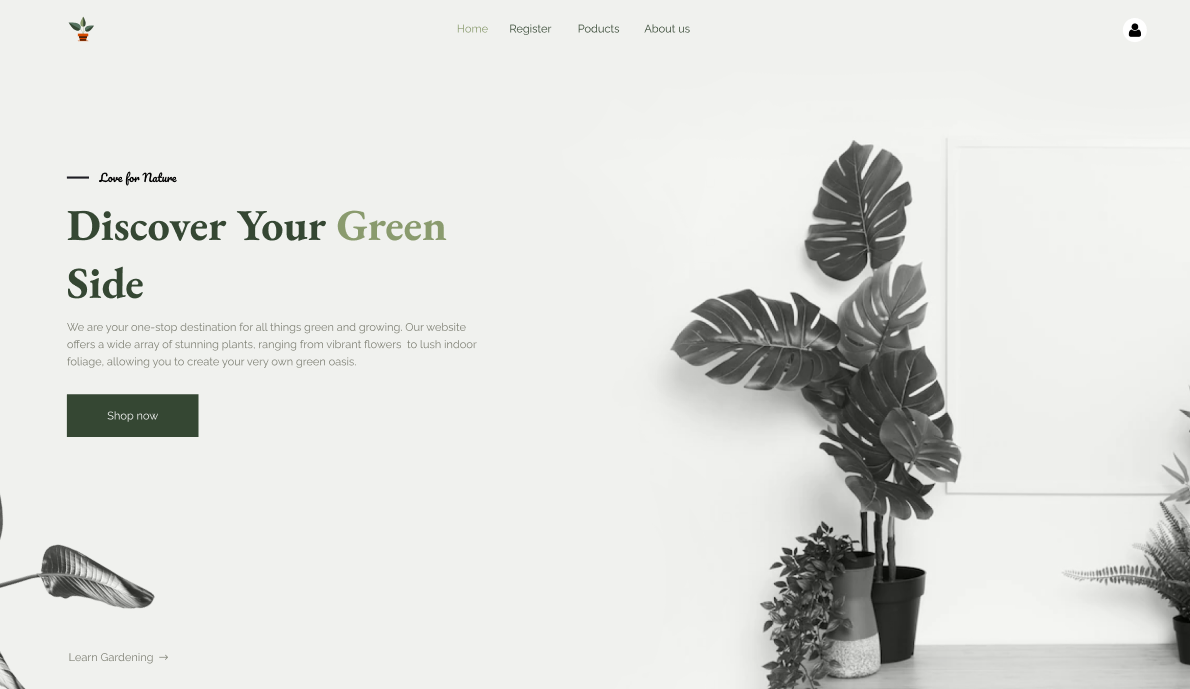 Home Register Poducts About us
Love for Nature
Discover Your Green
Side
We are your one-stop destination for all things green and growing. Our website
offers a wide array of stunning plants, ranging from vibrant flowers  to lush indoor
foliage, allowing you to create your very own green oasis.
Shop now
Learn Gardening →